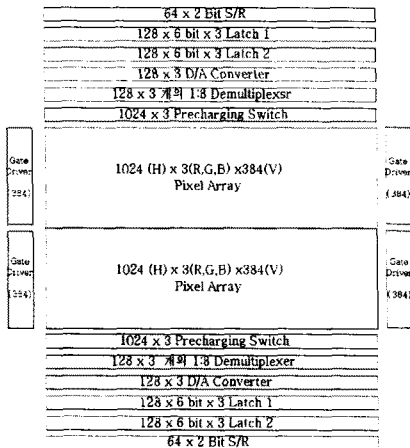 64 x 2 Bit S/R
128 x 6 bit x 3 Latch 1
128 x 6 bit x 3 Latch 2
128 x 3 D/A Converter
128 x 3 개의 1:8 Demultiplexsr
1024 x 3 Precharging Switch
Gate
Driver
(384)
1024 (H) x 3(R,G,B) x384(V)
Pixel Array
Gate
Driver
(384)
Gate
Driver
(384)
1024 (H) x 3(R,G,B) x384(V)
Pixel Array
Gate
Driver
(384)
1024 x 3 Precharging Switch
128 x 3 개의 1:8 Demultiplexer
128 x 3 D/A Converter
128 x 6 bit x 3 Latch 1
128 x 6 bit x 3 Latch 2
64 x 2 Bit S/R